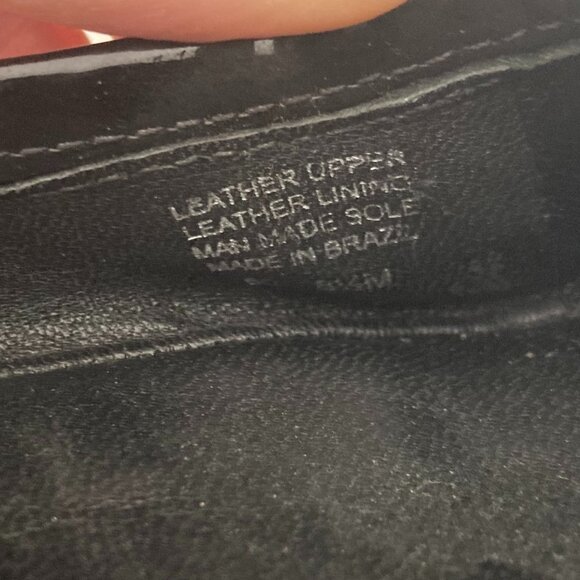 LEATHER UPPER
LEATHER LINING
MAN MADE SOLE
MADE IN BRAZIL